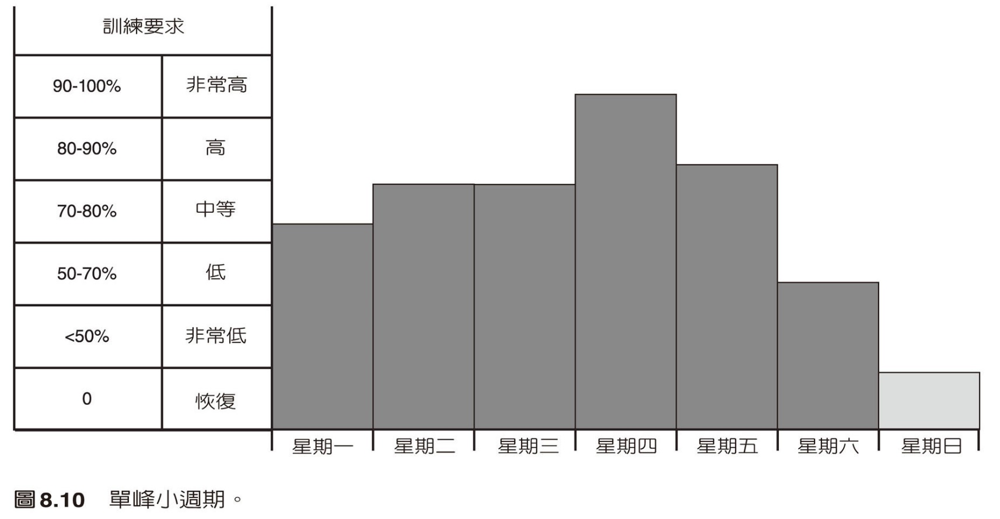 訓練要求
90-100% 非常高
80-90% 高
70-80% 中等
50-70% 低
<50% 非常低
0 恢復
星期一 星期二 星期三 星期四 星期五 星期六 星期日
圖8.10 單峰小週期。